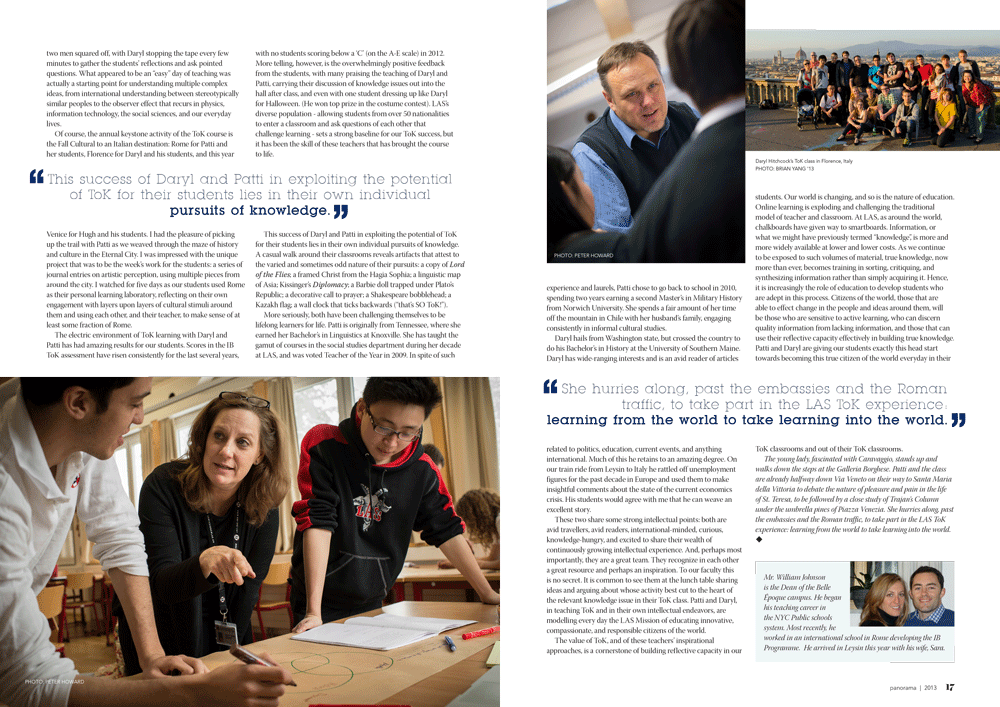 two men squared off, with Daryl stopping the tape every few
minutes to gather the students' reflections and ask pointed
questions. What appeared to be an "easy" day of teaching was
actually a starting point for understanding multiple complex
ideas, from international understanding between stereotypically
similar peoples to the observer effect that recurs in physics,
information technology, the social sciences, and our everyday
lives.
Of course, the annual keystone activity of the ToK course is
the Fall Cultural to an Italian destination: Rome for Patti and
her students, Florence for Daryl and his students, and this year
with no students scoring below a 'C' (on the A-E scale) in 2012.
More telling, however, is the overwhelmingly positive feedback
from the students, with many praising the teaching of Daryl and
Patti, carrying their discussion of knowledge issues out into the
hall after class, and even with one student dressing up like Daryl
for Halloween. (He won top prize in the costume contest). LAS's
diverse population - allowing students from over 50 nationalities
to enter a classroom and ask questions of each other that
challenge learning - sets a strong baseline for our ToK success, but
it has been the skill of these teachers that has brought the course
to life.
“This success of Daryl and Patti in exploiting the potential
of ToK for their students lies in their own individual
pursuits of knowledge.”
Venice for Hugh and his students. I had the pleasure of picking
up the trail with Patti as we weaved through the maze of history
and culture in the Eternal City. I was impressed with the unique
project that was to be the week's work for the students: a series of
journal entries on artistic perception, using multiple pieces from
around the city. I watched for five days as our students used Rome
as their personal learning laboratory, reflecting on their own
engagement with layers upon layers of cultural stimuli around
them and using each other, and their teacher, to make sense of at
least some fraction of Rome.
The electric environment of ToK learning with Daryl and
Patti has had amazing results for our students. Scores in the IB
ToK assessment have risen consistently for the last several years,
This success of Daryl and Patti in exploiting the potential of ToK
for their students lies in their own individual pursuits of knowledge.
A casual walk around their classrooms reveals artifacts that attest to
the varied and sometimes odd nature of their pursuits: a copy of Lord
of the Flies; a framed Christ from the Hagia Sophia; a linguistic map
of Asia; Kissinger's Diplomacy; a Barbie doll trapped under Plato's
Republic; a decorative call to prayer; a Shakespeare bobblehead; a
Kazakh flag; a wall clock that ticks backwards ("that's SO ToK!").
More seriously, both have been challenging themselves to be
lifelong learners for life. Patti is originally from Tennessee, where she
earned her Bachelor's in Linguistics at Knoxville. She has taught the
gamut of courses in the social studies department during her decade
at LAS, and was voted Teacher of the Year in 2009. In spite of such
PHOTO: PETER HOWARD
PHOTO: PETER HOWARD
Daryl Hitchcock's ToK class in Florence, Italy
PHOTO: BRIAN YANG '13
experience and laurels, Patti chose to go back to school in 2010,
spending two years earning a second Master's in Military History
from Norwich University. She spends a fair amount of her time
off the mountain in Chile with her husband's family, engaging
consistently in informal cultural studies.
Daryl hails from Washington state, but crossed the country to
do his Bachelor's in History at the University of Southern Maine.
Daryl has wide-ranging interests and is an avid reader of articles
students. Our world is changing, and so is the nature of education.
Online learning is exploding and challenging the traditional
model of teacher and classroom. At LAS, as around the world,
chalkboards have given way to smartboards. Information, or
what we might have previously termed "knowledge", is more and
more widely available at lower and lower costs. As we continue
to be exposed to such volumes of material, true knowledge, now
more than ever, becomes training in sorting, critiquing, and
synthesizing information rather than simply acquiring it. Hence,
it is increasingly the role of education to develop students who
are adept in this process. Citizens of the world, those that are
able to effect change in the people and ideas around them, will
be those who are sensitive to active learning, who can discern
quality information from lacking information, and those that can
use their reflective capacity effectively in building true knowledge.
Patti and Daryl are giving our students exactly this head start
towards becoming this true citizen of the world everyday in their
“She hurries along, past the embassies and the Roman
traffic, to take part in the LAS ToK experience:
learning from the world to take learning into the world.”
related to politics, education, current events, and anything
international. Much of this he retains to an amazing degree. On
our train ride from Leysin to Italy he rattled off unemployment
figures for the past decade in Europe and used them to make
insightful comments about the state of the current economics
crisis. His students would agree with me that he can weave an
excellent story.
These two share some strong intellectual points: both are
avid travellers, avid readers, international-minded, curious,
knowledge-hungry, and excited to share their wealth of
continuously growing intellectual experience. And, perhaps most
importantly, they are a great team. They recognize in each other
a great resource and perhaps an inspiration. To our faculty this
is no secret. It is common to see them at the lunch table sharing
ideas and arguing about whose activity best cut to the heart of
the relevant knowledge issue in their ToK class. Patti and Daryl,
in teaching ToK and in their own intellectual endeavors, are
modelling every day the LAS Mission of educating innovative,
compassionate, and responsible citizens of the world.
The value of ToK, and of these teachers' inspirational
approaches, is a cornerstone of building reflective capacity in our
ToK classrooms and out of their ToK classrooms.
The young lady, fascinated with Caravaggio, stands up and
walks down the steps at the Galleria Borghese. Patti and the class
are already halfway down Via Veneto on their way to Santa Maria
della Vittoria to debate the nature of pleasure and pain in the life
of St. Teresa, to be followed by a close study of Trajan's Column
under the umbrella pines of Piazza Venezia. She hurries along, past
the embassies and the Roman traffic, to take part in the LAS ToK
experience: learning from the world to take learning into the world.
◆
Mr. William Johnson
is the Dean of the Belle
Epoque campus. He began
his teaching career in
the NYC Public schools
system. Most recently, he
worked in an international school in Rome developing the IB
Programme. He arrived in Leysin this year with his wife, Sara.
panorama | 2013 17